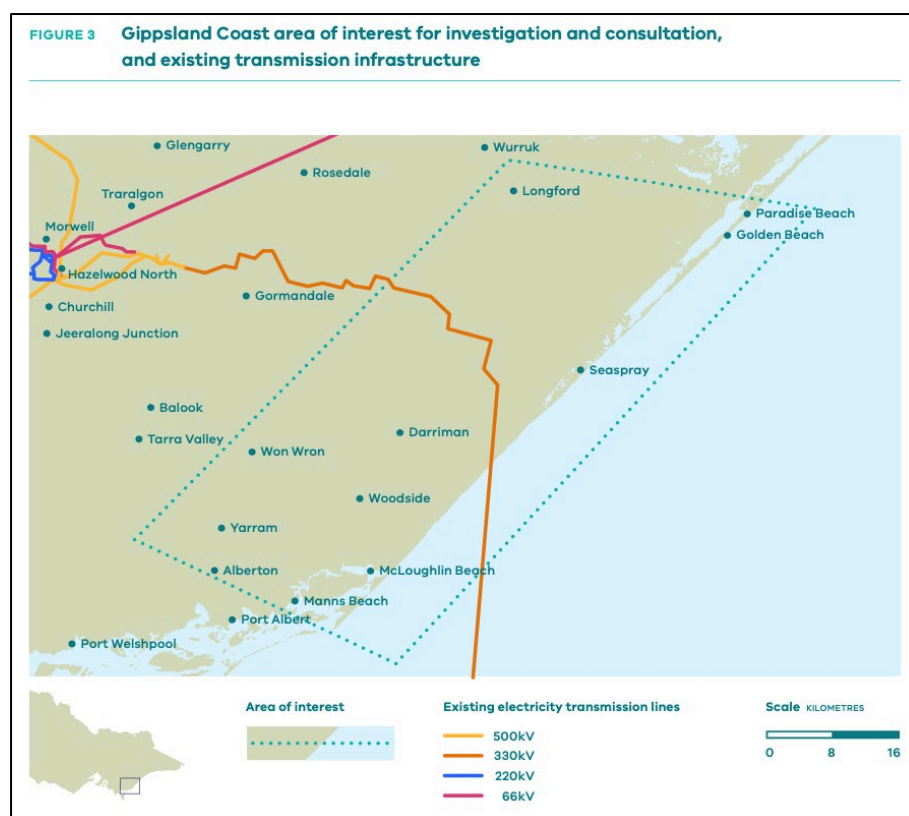 FIGURE 3 Gippsland Coast area of interest for investigation and consultation,
and existing transmission infrastructure
Glengarry
Wurruk
Rosedale
Longford
Traralgon
Paradise Beach
Morwell
Golden Beach
Hazelwood North
Gormandale
Churchill
Jeeralong Junction
Seaspray
Balook
Darriman
Tarra Valley
Won Wron
Woodside
Yarram
Alberton
McLoughlin Beach
Manns Beach
Port Albert
Port Welshpool
Area of interest
Existing electricity transmission lines
500kV
330kV
220kV
66kV
Scale KILOMETRES
0 8 16